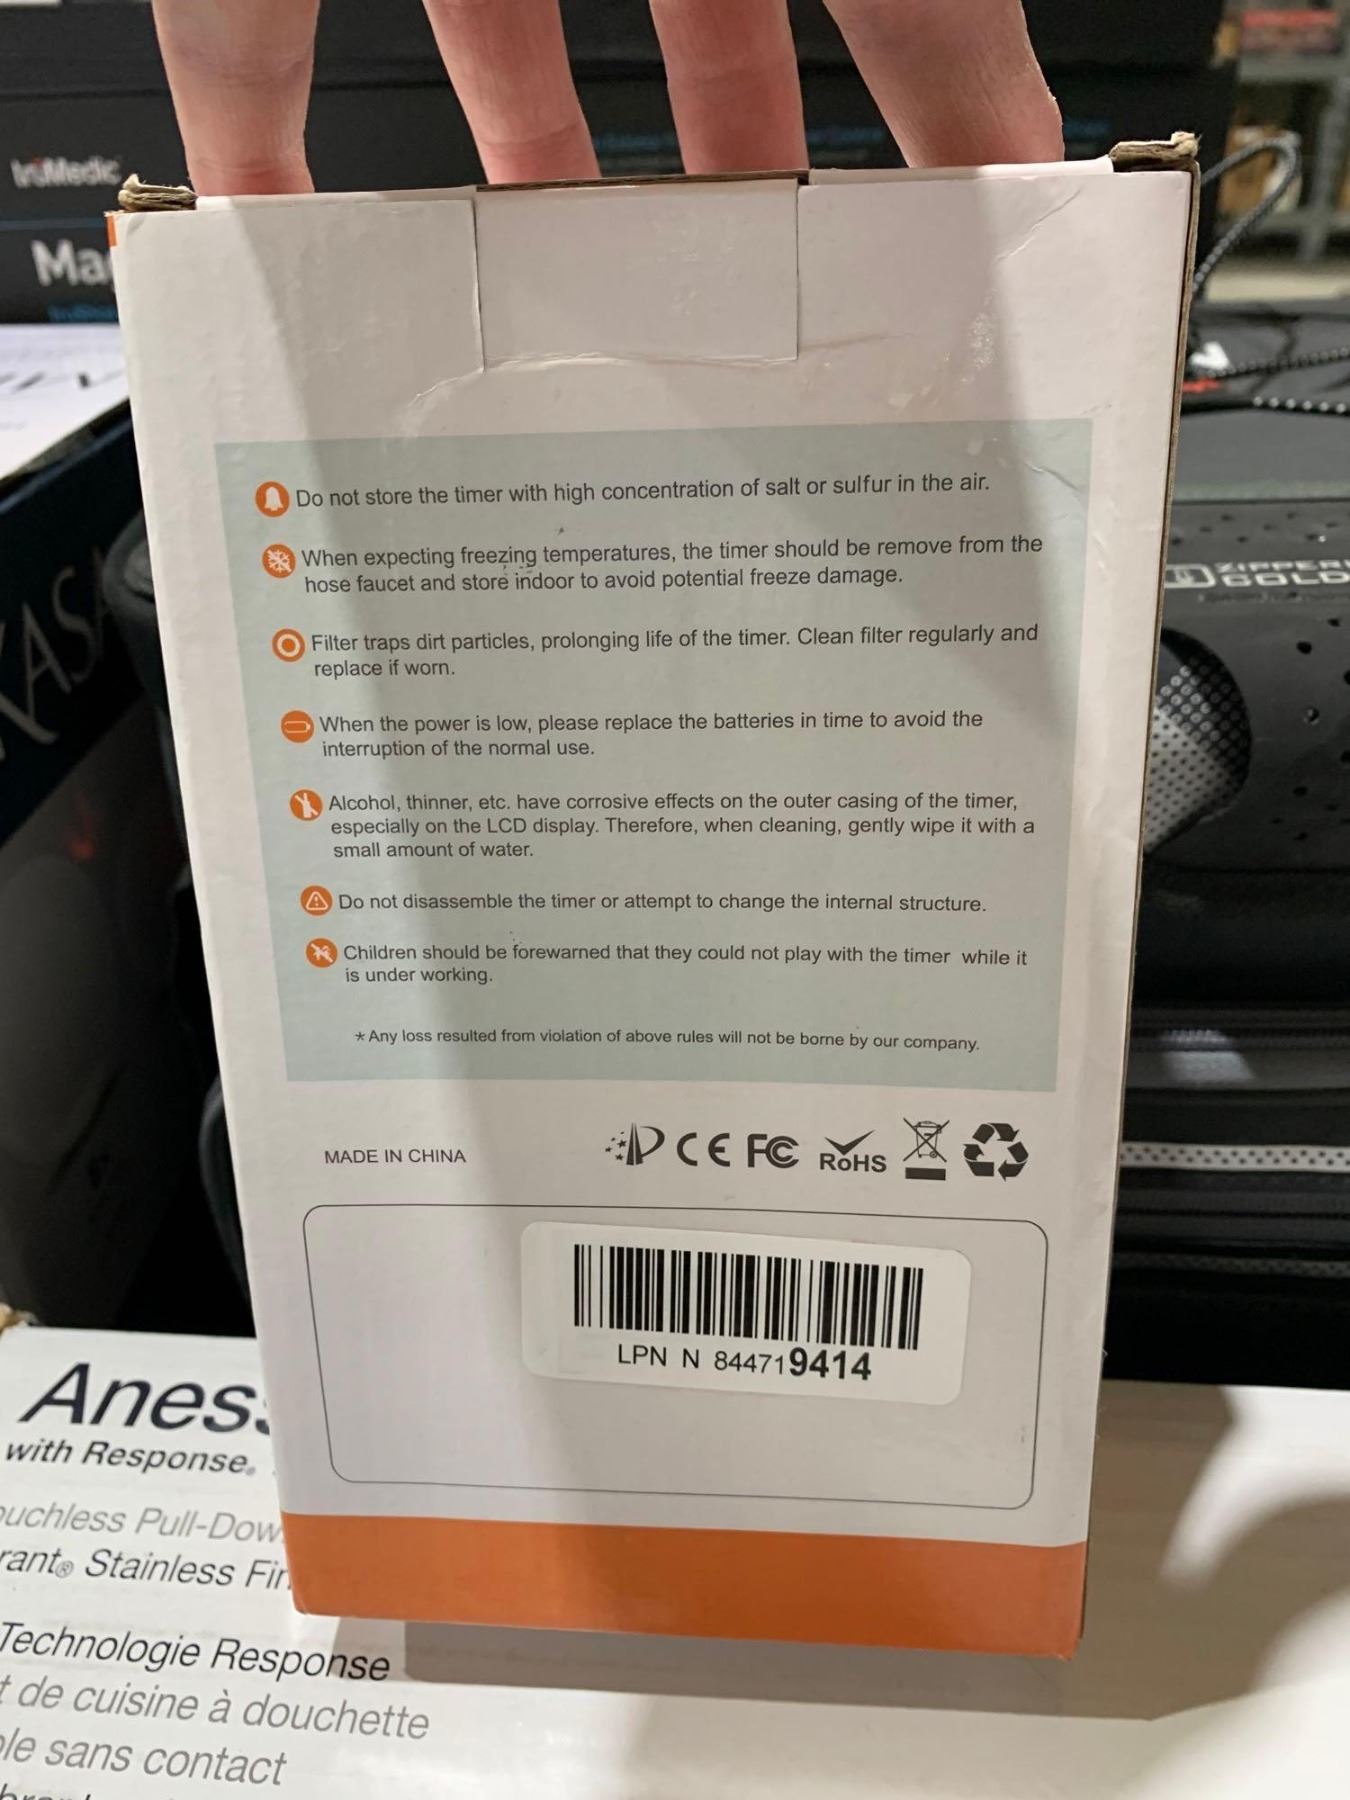 truMedic
Do not store the timer with high concentration of salt or sulfur in the air.
When expecting freezing temperatures, the timer should be remove from the
hose faucet and store indoor to avoid potential freeze damage.
Filter traps dirt particles, prolonging life of the timer. Clean filter regularly and
replace if worn.
When the power is low, please replace the batteries in time to avoid the
interruption of the normal use.
Alcohol, thinner, etc. have corrosive effects on the outer casing of the timer,
especially on the LCD display. Therefore, when cleaning, gently wipe it with a
small amount of water.
Do not disassemble the timer or attempt to change the internal structure.
Children should be forewarned that they could not play with the timer while it
is under working.
* Any loss resulted from violation of above rules will not be borne by our company.
MADE IN CHINA
CE FC RoHS
LPN N 844719414
ZIPPER
GOLD
with Response®
Stainless
Technologie Response
de cuisine à douchette
sans contact